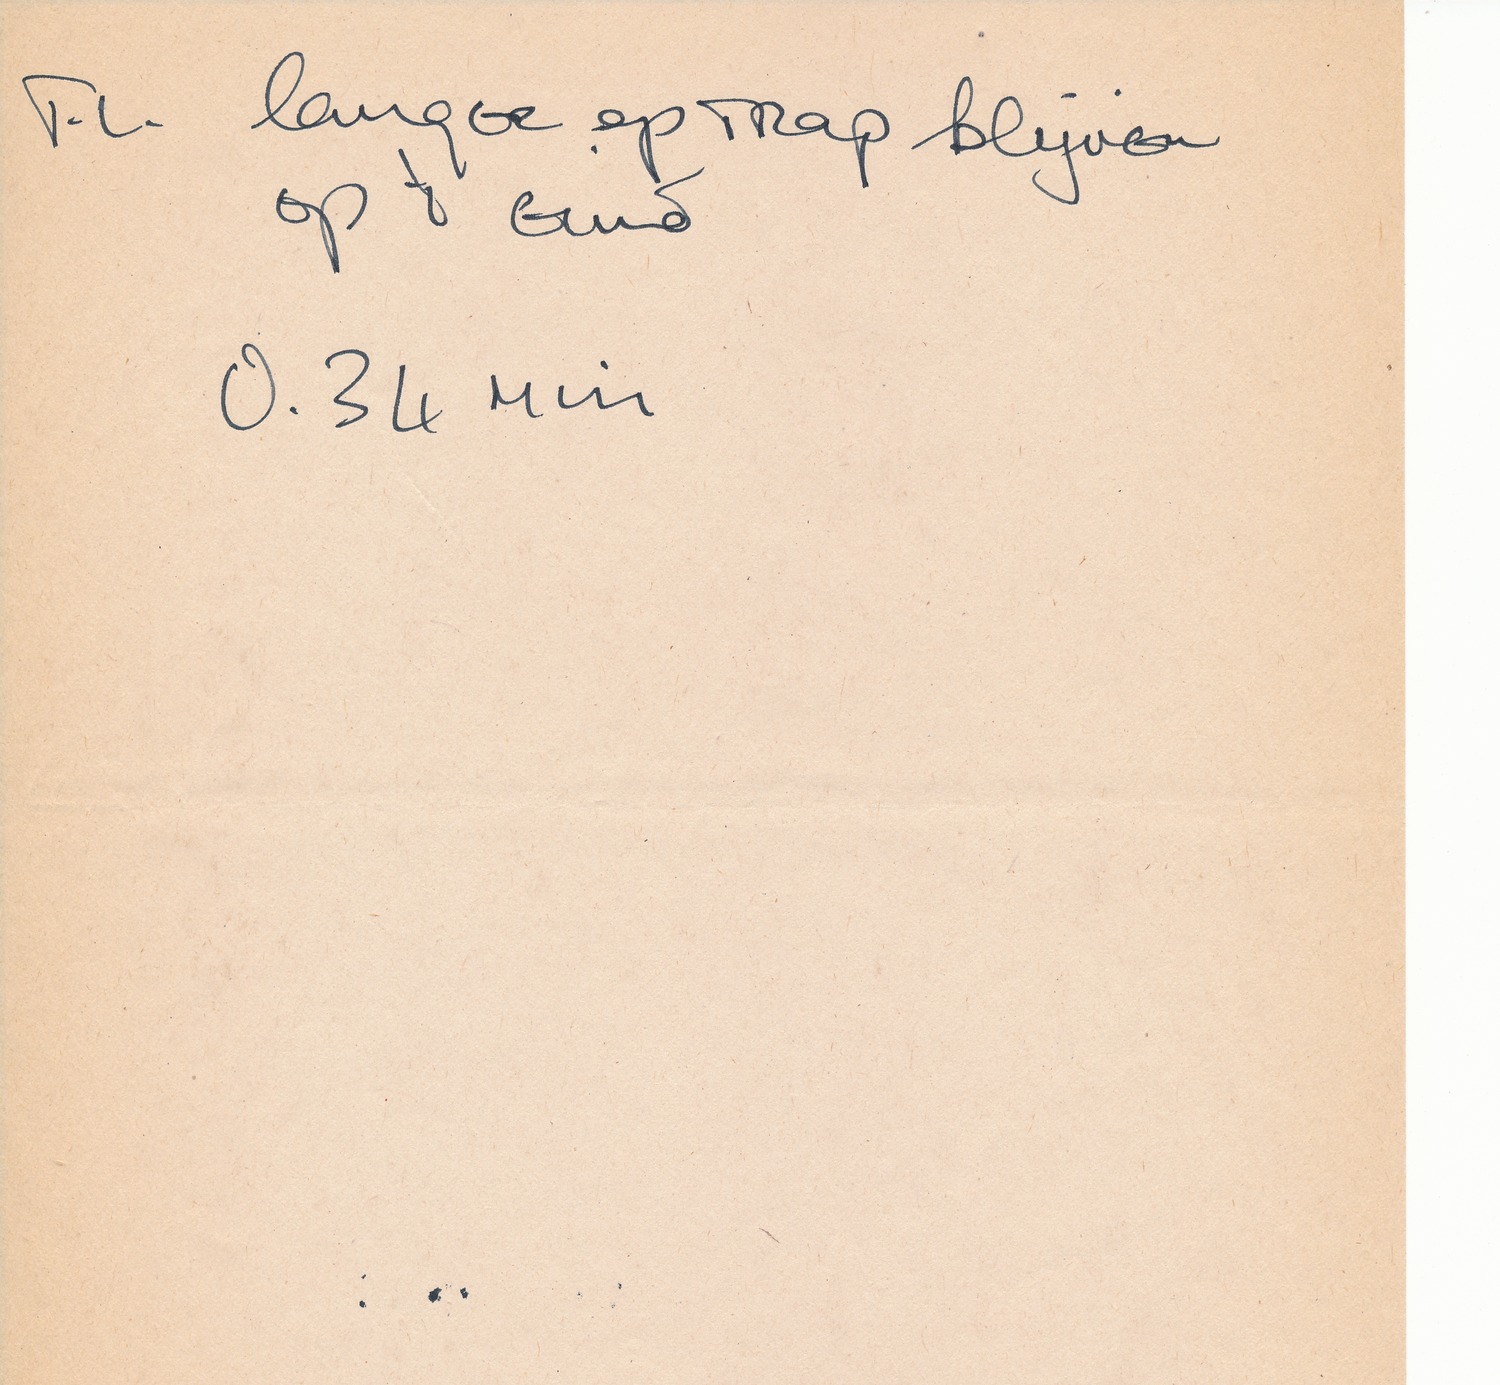 T.L. langer op trap blijven
op 't eind
0.34 min